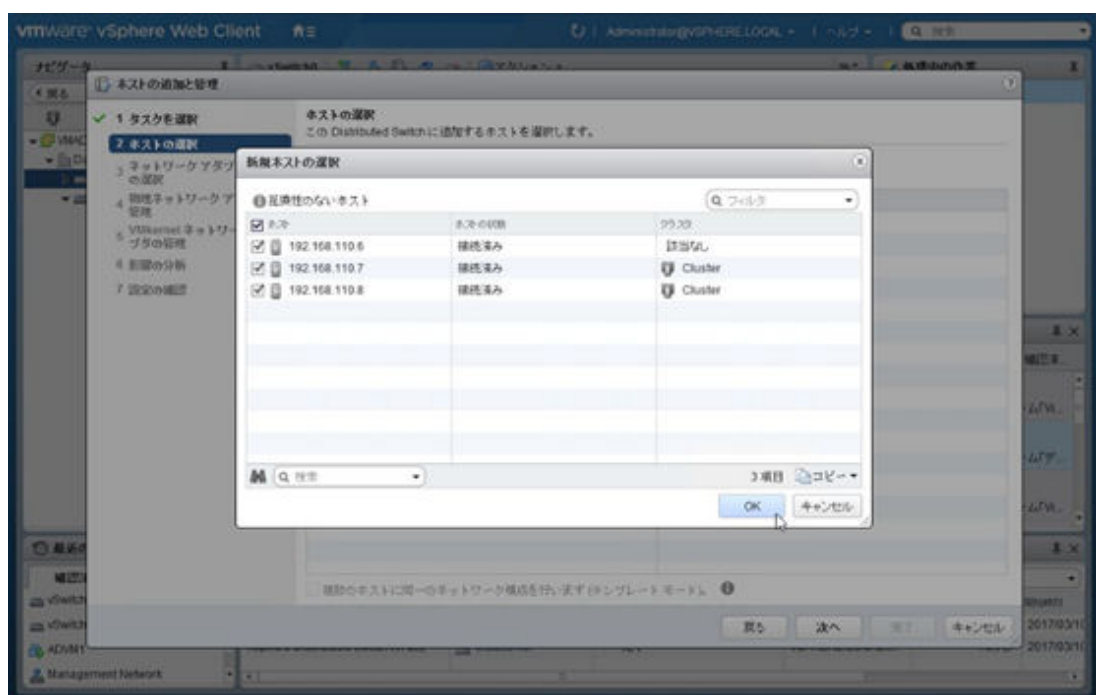 vmware® vSphere Web Client
Administrator@VSPHERE.LOCAL
ヘルプ
検索
ナビゲータ
戻る
ホストの追加と管理
1 タスクを選択
2 ホストの選択
3 ネットワーク アダプ
の選択
4 物理ネットワーク ア
管理
5 VMkernel ネットワー
プタの管理
6 影響の分析
7 設定の確認
ホストの選択
この Distributed Switch に追加するホストを選択します。
新規ホストの選択
互換性のないホスト
フィルタ
ホスト ホストの状態 クラスタ
192.168.110.6 接続済み 該当なし
192.168.110.7 接続済み Cluster
192.168.110.8 接続済み Cluster
検索
3 項目 コピー
OK キャンセル
複数のホストに同一のネットワーク構成を行います (テンプレート モード)。
戻る 次へ 終了 キャンセル
最近の
vSwitch
vSwitch
ADVM1
Management Network
2017/03/1
2017/03/1